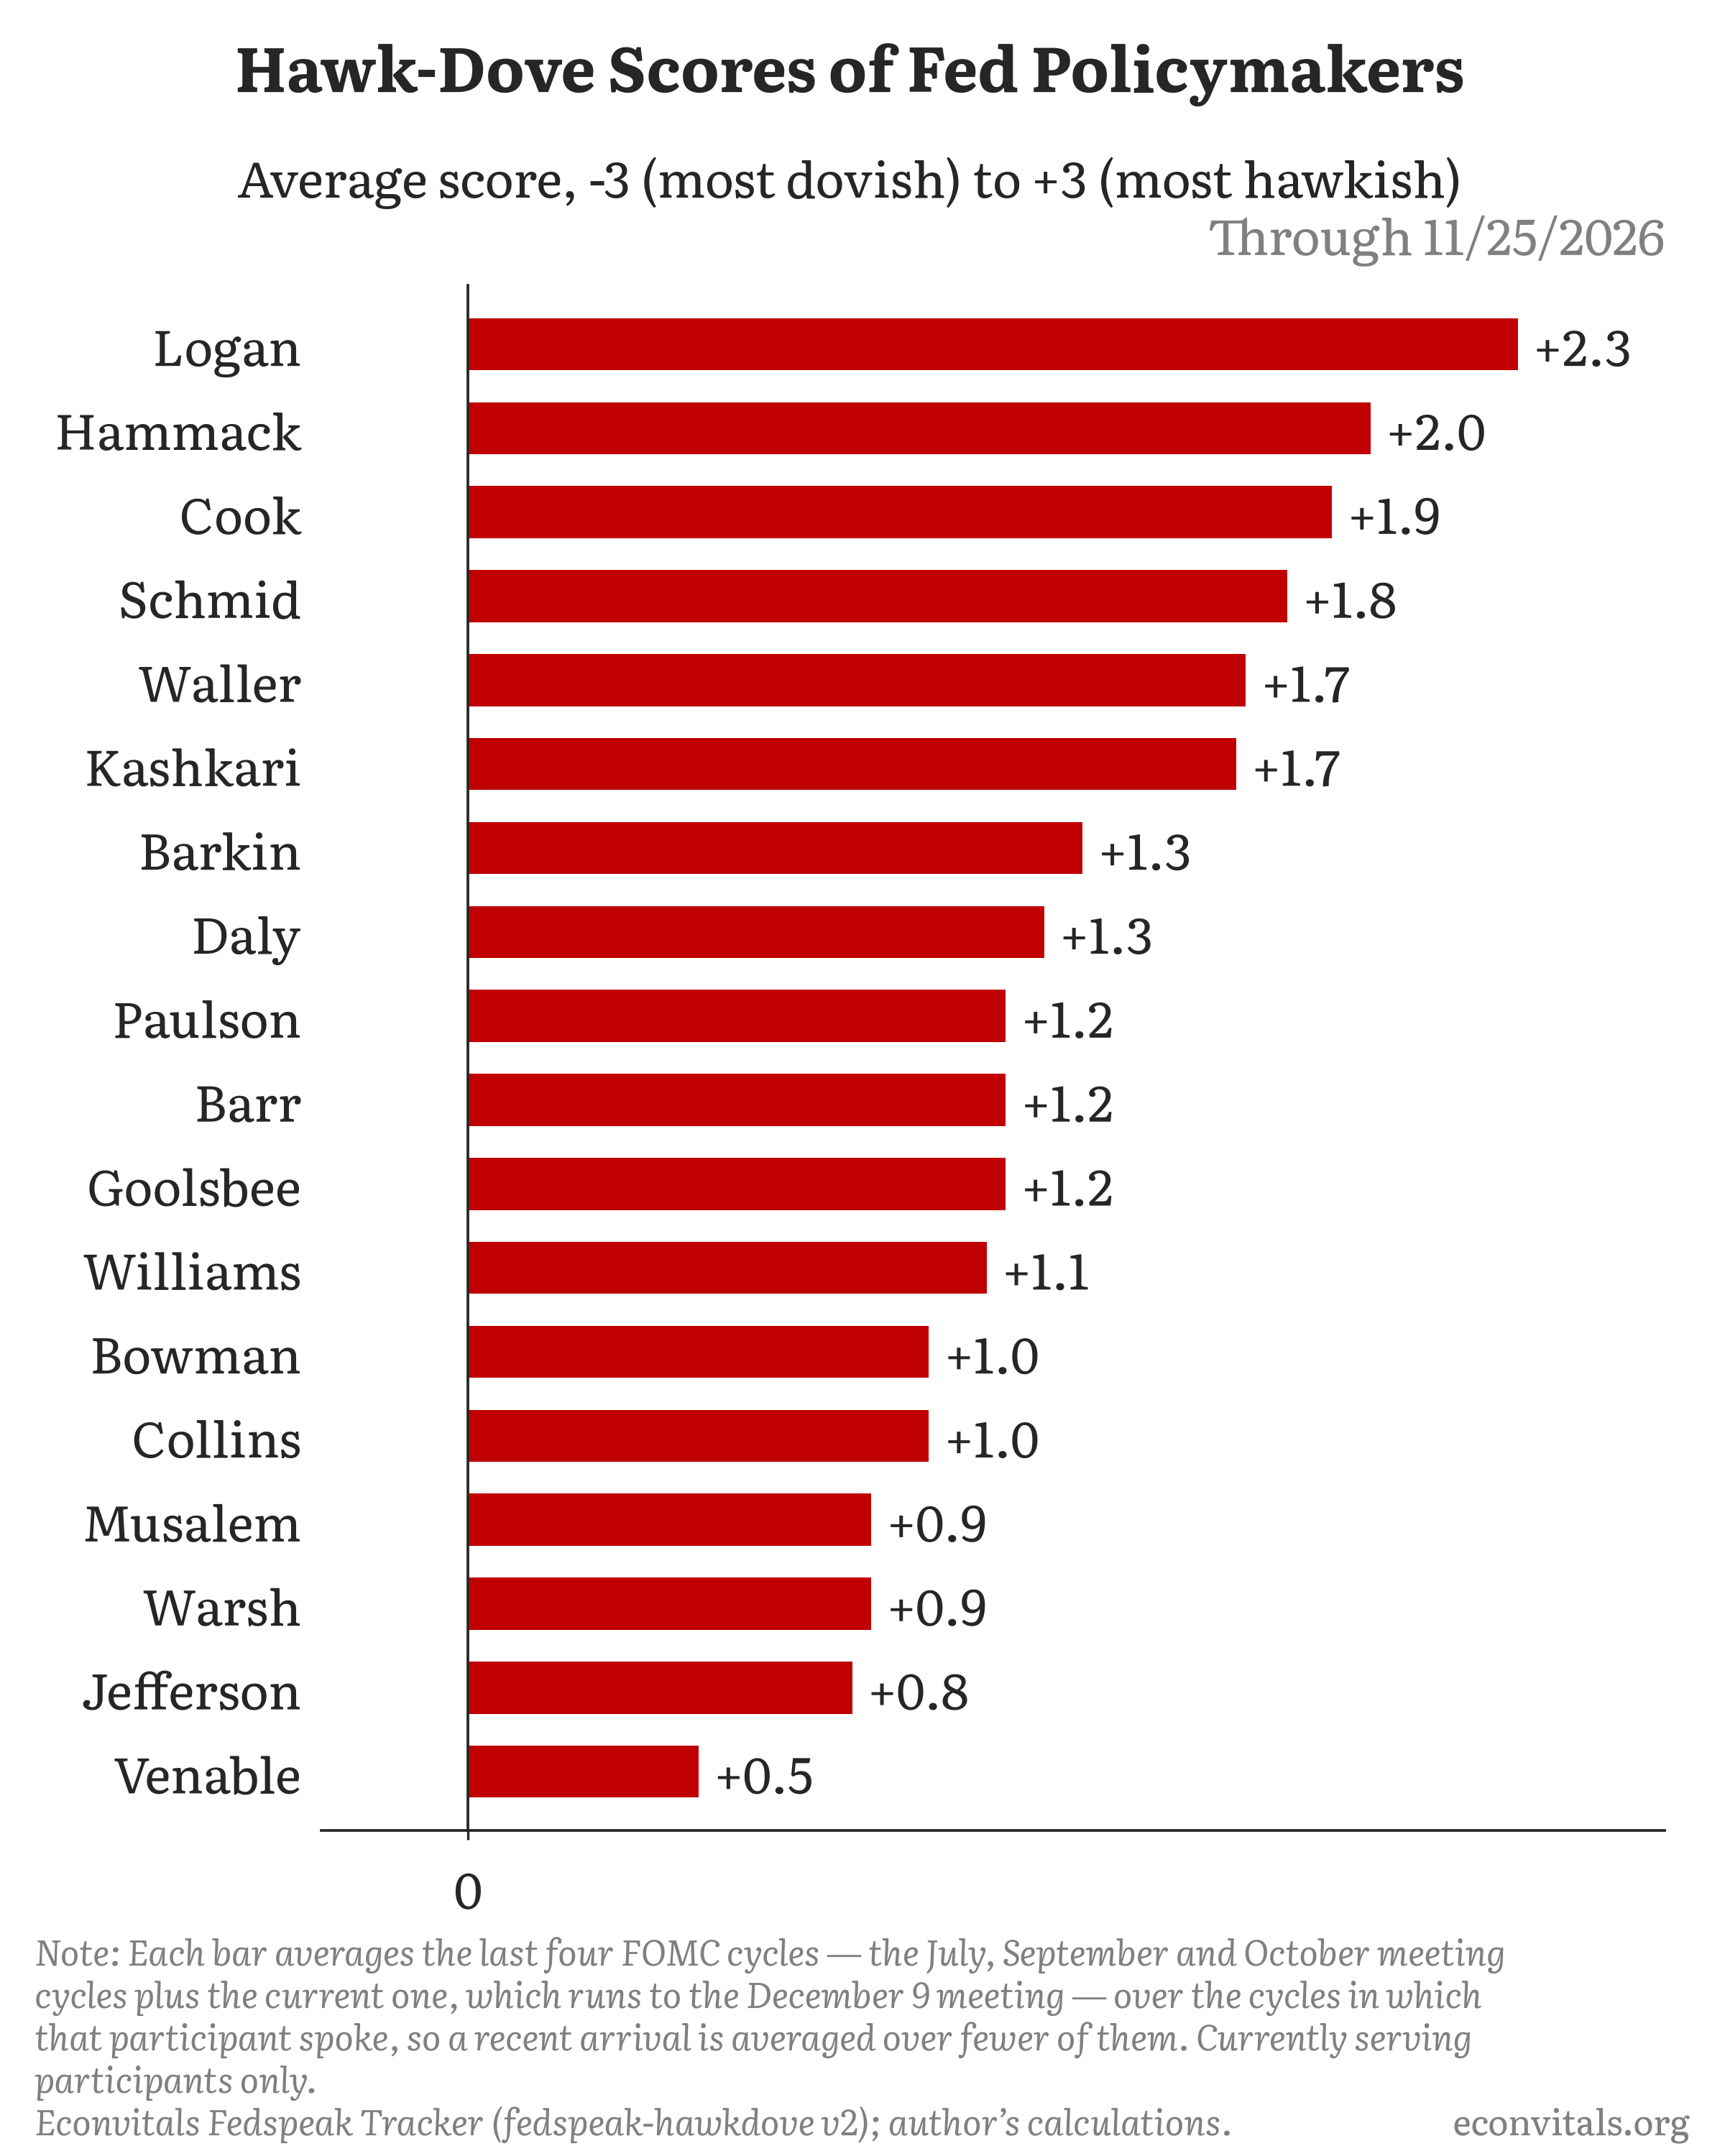 Hawk-Dove Scores of Fed Policymakers
Average score, -3 (most dovish) to +3 (most hawkish)
Through 11/25/2026
Logan +2.3
Hammack +2.0
Cook +1.9
Schmid +1.8
Waller +1.7
Kashkari +1.7
Barkin +1.3
Daly +1.3
Paulson +1.2
Barr +1.2
Goolsbee +1.2
Williams +1.1
Bowman +1.0
Collins +1.0
Musalem +0.9
Warsh +0.9
Jefferson +0.8
Venable +0.5
0
Note: Each bar averages the last four FOMC cycles — the July, September and October meeting
cycles plus the current one, which runs to the December 9 meeting — over the cycles in which
that participant spoke, so a recent arrival is averaged over fewer of them. Currently serving
participants only.
Econvitals Fedspeak Tracker (fedspeak-hawkdove v2); author’s calculations. econvitals.org